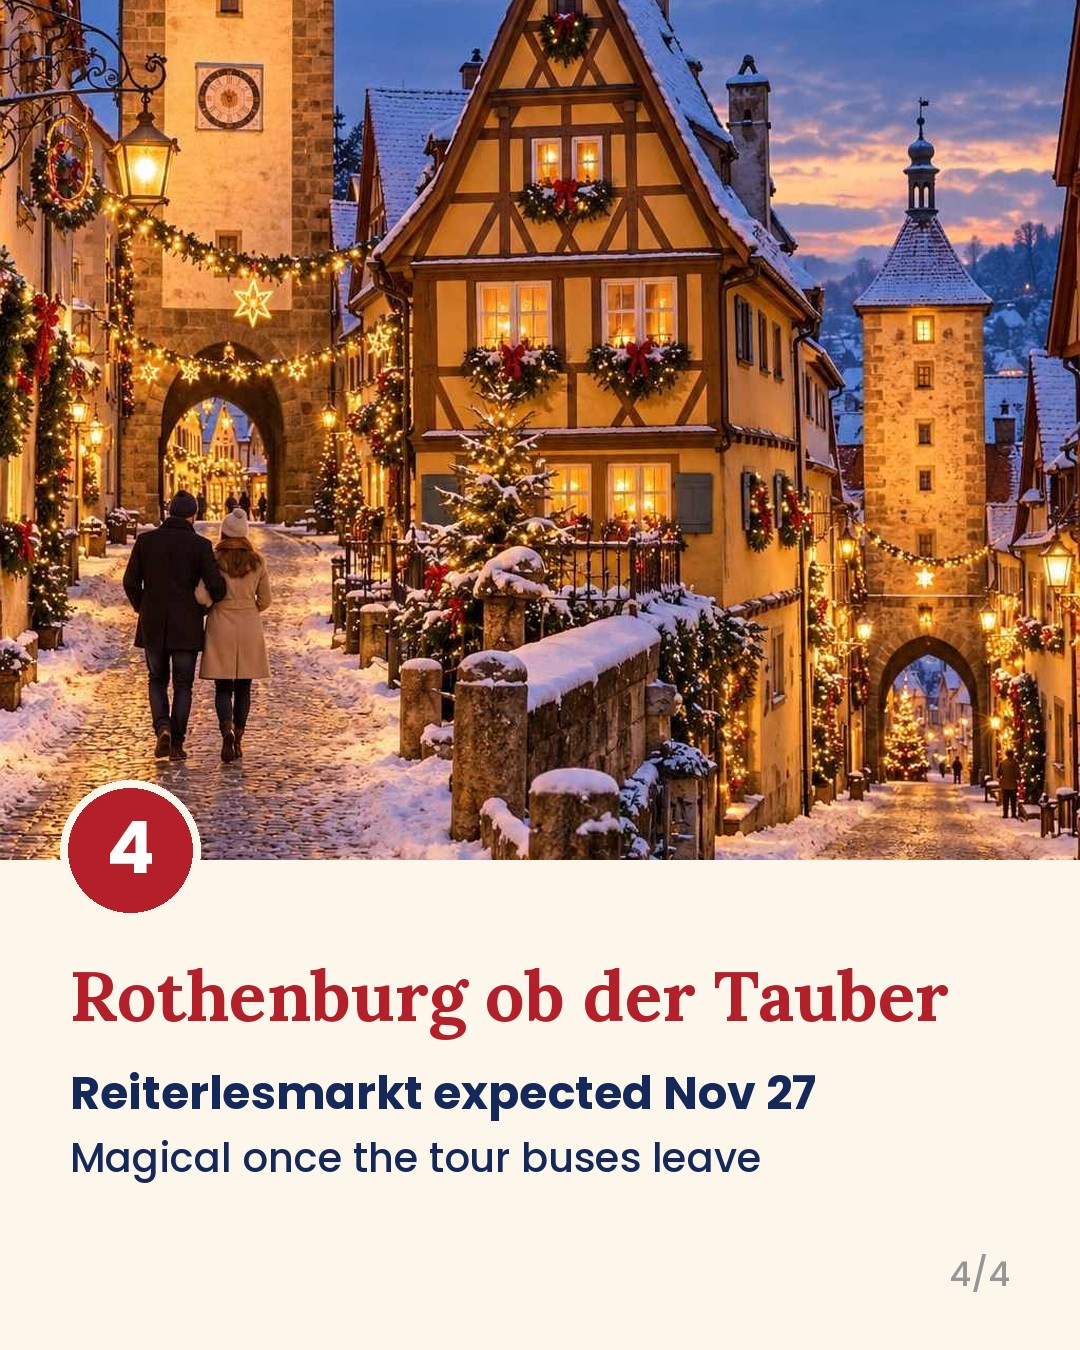 4
Rothenburg ob der Tauber
Reiterlesmarkt expected Nov 27
Magical once the tour buses leave
4/4